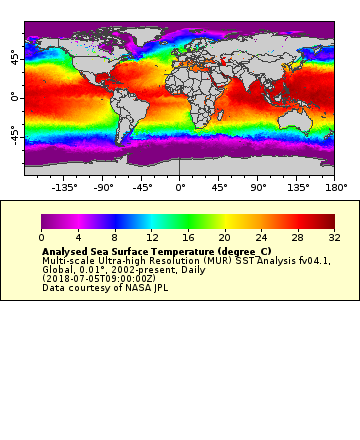 45°
0°
-45°
-135° -90° -45° 0° 45° 90° 135° 180°
0 4 8 12 16 20 24 28 32
Analysed Sea Surface Temperature (degree_C)
Multi-scale Ultra-high Resolution (MUR) SST Analysis fv04.1,
Global, 0.01°, 2002-present, Daily
(2018-07-05T09:00:00Z)
Data courtesy of NASA JPL